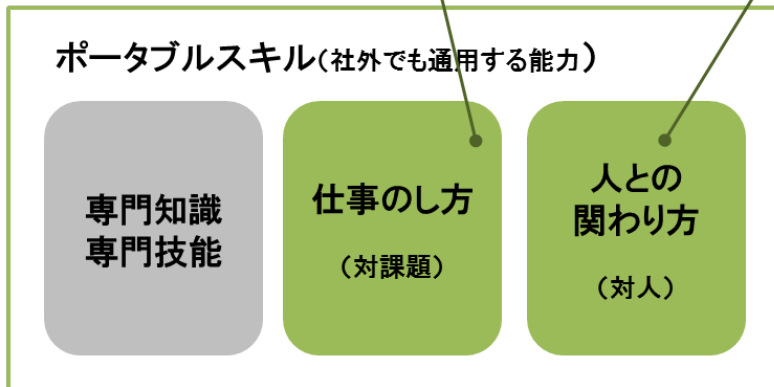 ポータブルスキル(社外でも通用する能力)
専門知識
専門技能
仕事のし方
(対課題)
人との
関わり方
(対人)